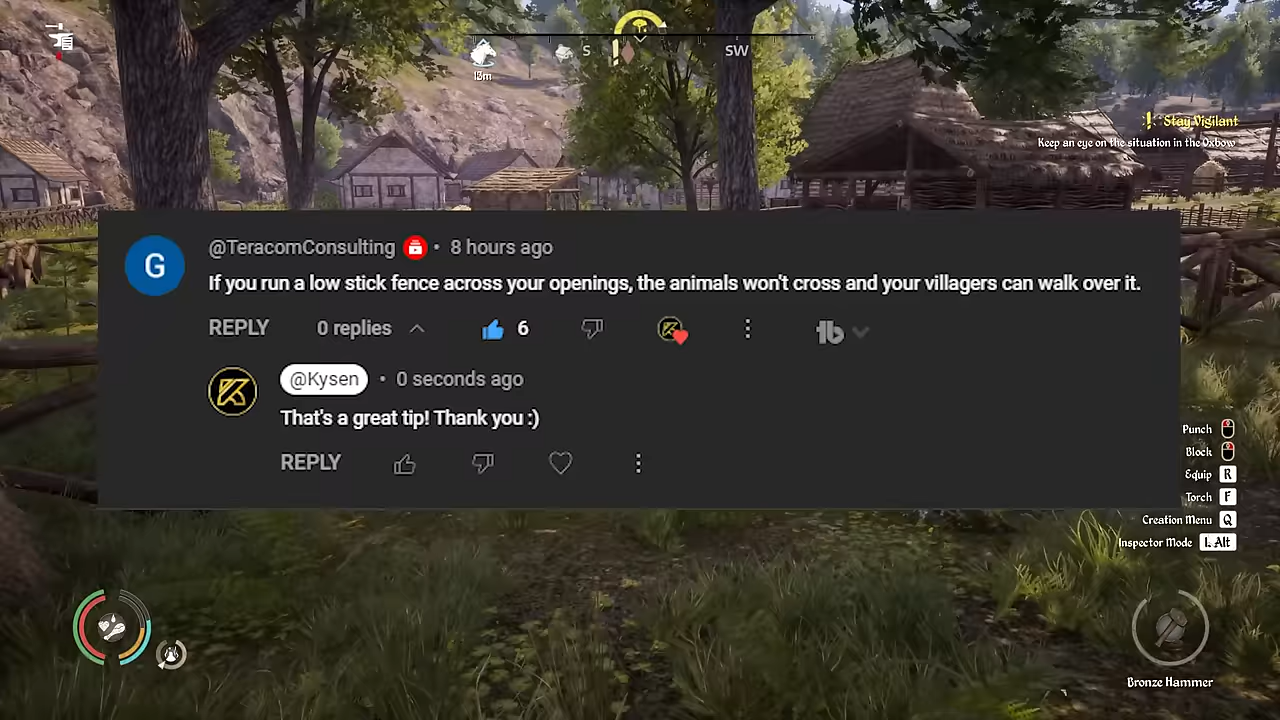 S
SW
13m
Stay Vigilant
Keep an eye on the situation in the Oxbow
G
@TeracomConsulting • 8 hours ago
If you run a low stick fence across your openings, the animals won't cross and your villagers can walk over it.
REPLY 0 replies 6
@Kysen • 0 seconds ago
That's a great tip! Thank you :)
REPLY
Punch
Block
Equip R
Torch F
Creation Menu Q
Inspector Mode L Alt
Bronze Hammer